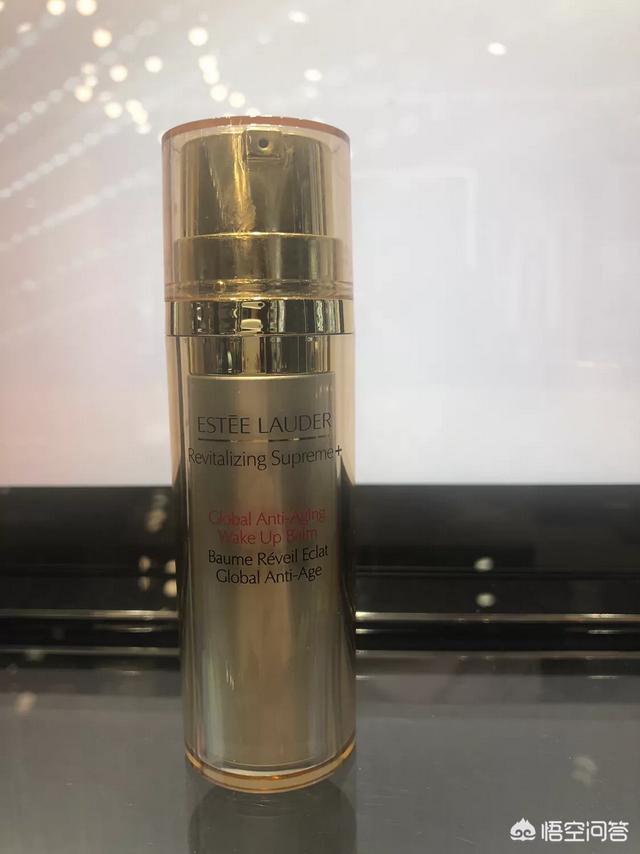 ESTĒE LAUDER
Revitalizing Supreme+
Global Anti-Aging
Wake Up Balm
Baume Réveil Eclat
Global Anti-Age
悟空问答